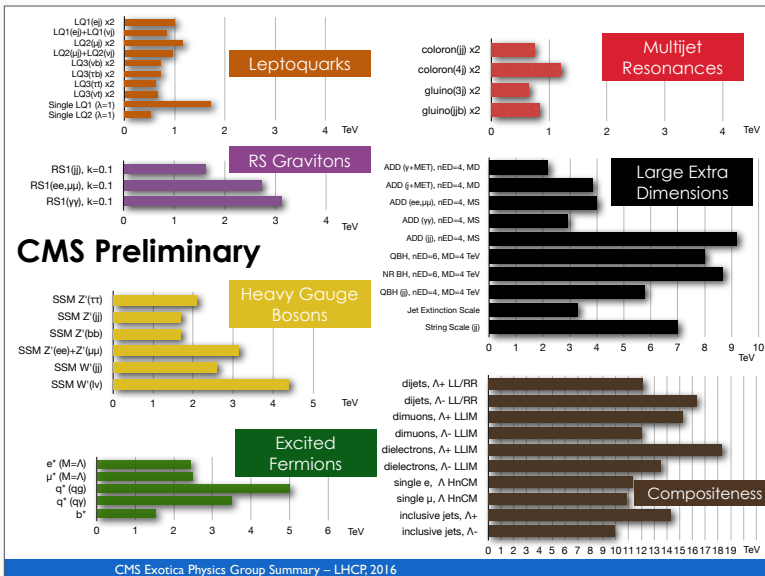 LQ1(ej) x2
LQ1(ej)+LQ1(νj)
LQ2(μj) x2
LQ2(μj)+LQ2(νj)
LQ3(νb) x2
LQ3(τb) x2
LQ3(τt) x2
LQ3(vt) x2
Single LQ1 (λ=1)
Single LQ2 (λ=1)
0 1 2 3 4
TeV
Leptoquarks
RS1(jj), k=0.1
RS1(ee,μμ), k=0.1
RS1(γγ), k=0.1
0 1 2 3 4
TeV
RS Gravitons
CMS Preliminary
SSM Z'(ττ)
SSM Z'(jj)
SSM Z'(bb)
SSM Z'(ee)+Z'(μμ)
SSM W'(jj)
SSM W'(lv)
0 1 2 3 4 5
TeV
Heavy Gauge
Bosons
e* (M=Λ)
μ* (M=Λ)
q* (qg)
q* (qγ)
b*
0 1 2 3 4 5 6
TeV
Excited
Fermions
coloron(jj) x2
coloron(4j) x2
gluino(3j) x2
gluino(jjb) x2
0 1 2 3 4
TeV
Multijet
Resonances
ADD (γ+MET), nED=4, MD
ADD (j+MET), nED=4, MD
ADD (ee,μμ), nED=4, MS
ADD (γγ), nED=4, MS
ADD (jj), nED=4, MS
QBH, nED=6, MD=4 TeV
NR BH, nED=6, MD=4 TeV
QBH (jj), nED=4, MD=4 TeV
Jet Extinction Scale
String Scale (jj)
0 1 2 3 4 5 6 7 8 9 10
TeV
Large Extra
Dimensions
dijets, Λ+ LL/RR
dijets, Λ- LL/RR
dimuons, Λ+ LLIM
dimuons, Λ- LLIM
dielectrons, Λ+ LLIM
dielectrons, Λ- LLIM
single e, Λ HnCM
single μ, Λ HnCM
inclusive jets, Λ+
inclusive jets, Λ-
0 1 2 3 4 5 6 7 8 9 10 11 12 13 14 15 16 17 18 19
TeV
Compositeness
CMS Exotica Physics Group Summary – LHCP, 2016